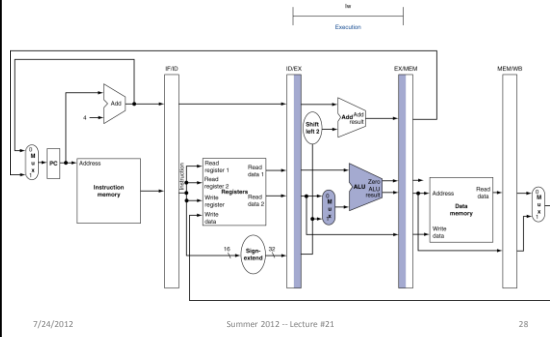 lw
Execution
IF/ID
ID/EX
EX/MEM
MEM/WB
Add
4
0
M
u
x
1
PC
Address
Instruction
memory
Instruction
Read
register 1
Read
register 2
Write
register
Write
data
Registers
Read
data 1
Read
data 2
16
Sign-
extend
32
Shift
left 2
Add
Add
result
0
M
u
x
1
ALU
Zero
ALU
result
Address
Write
data
Data
memory
Read
data
0
M
u
x
1
7/24/2012
Summer 2012 -- Lecture #21
28